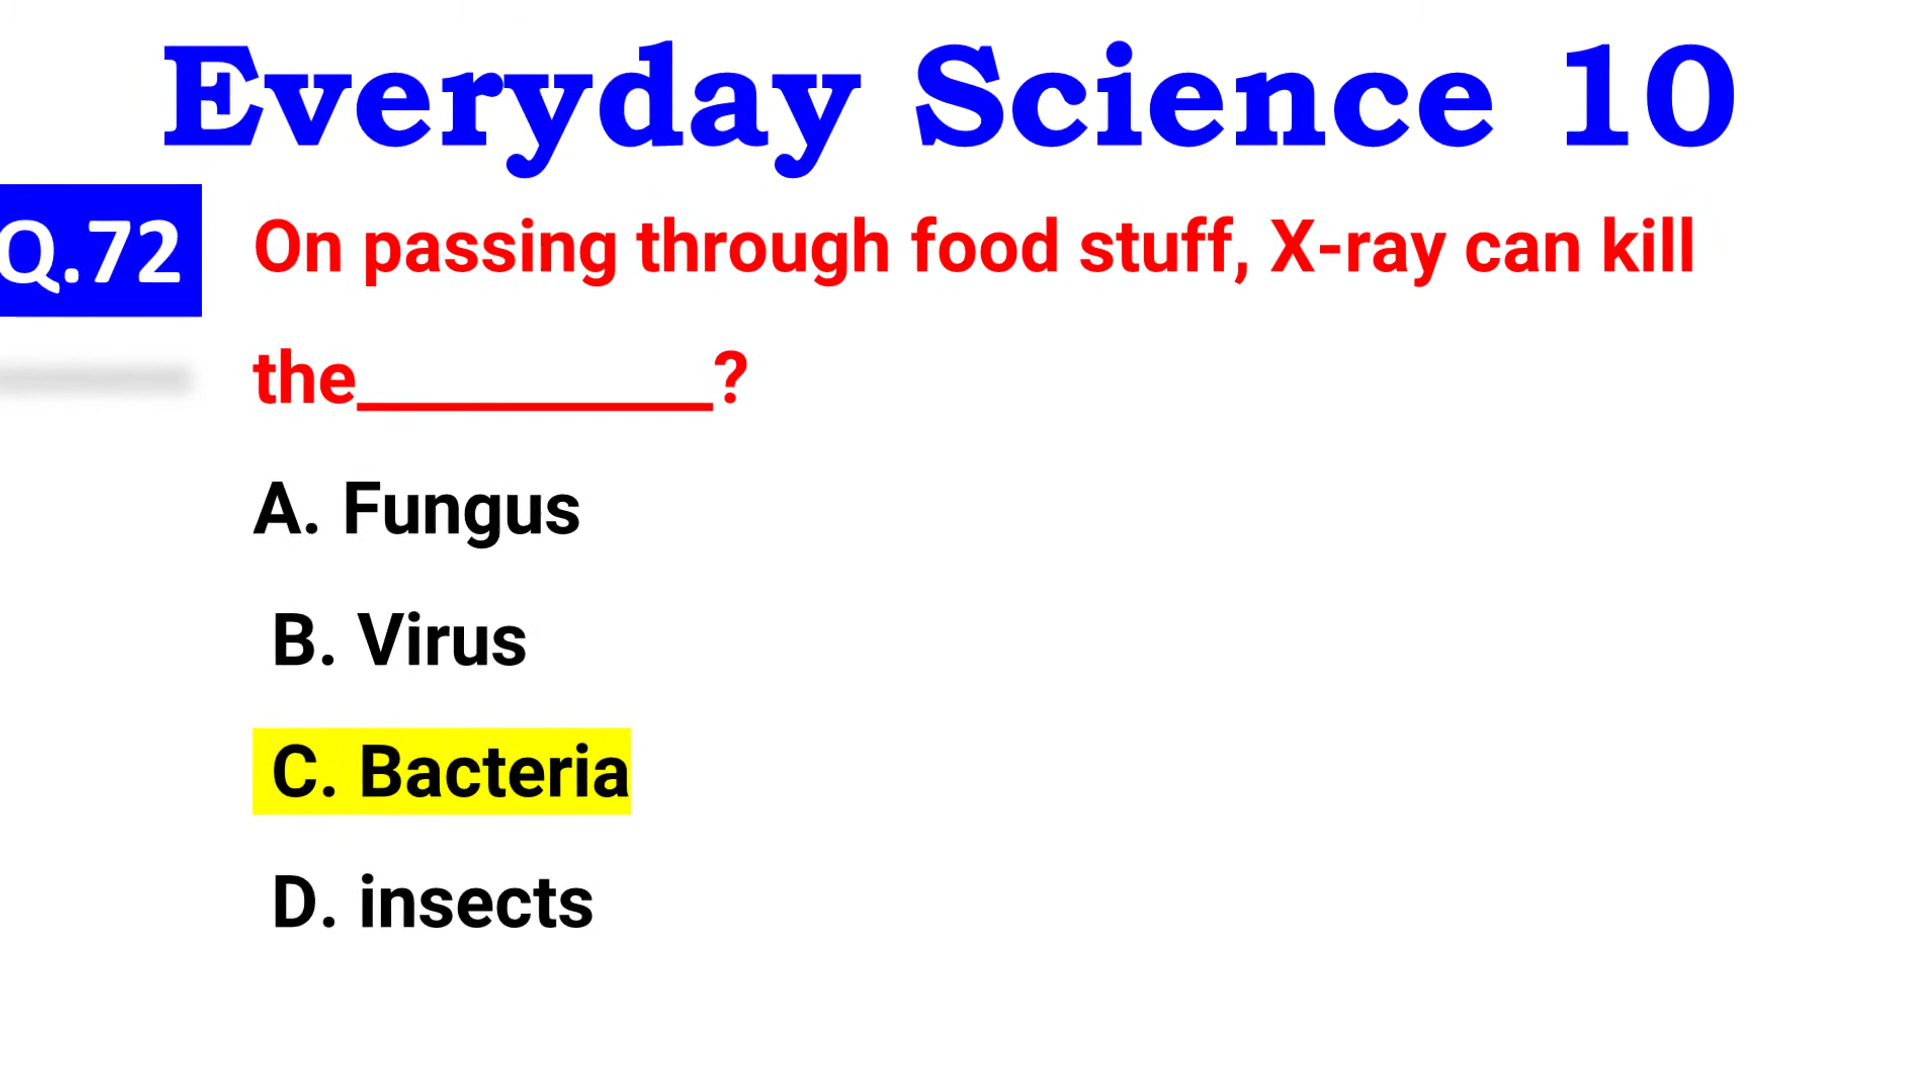 Everyday Science 10
Q.72
On passing through food stuff, X-ray can kill
the__________?
A. Fungus
B. Virus
C. Bacteria
D. insects